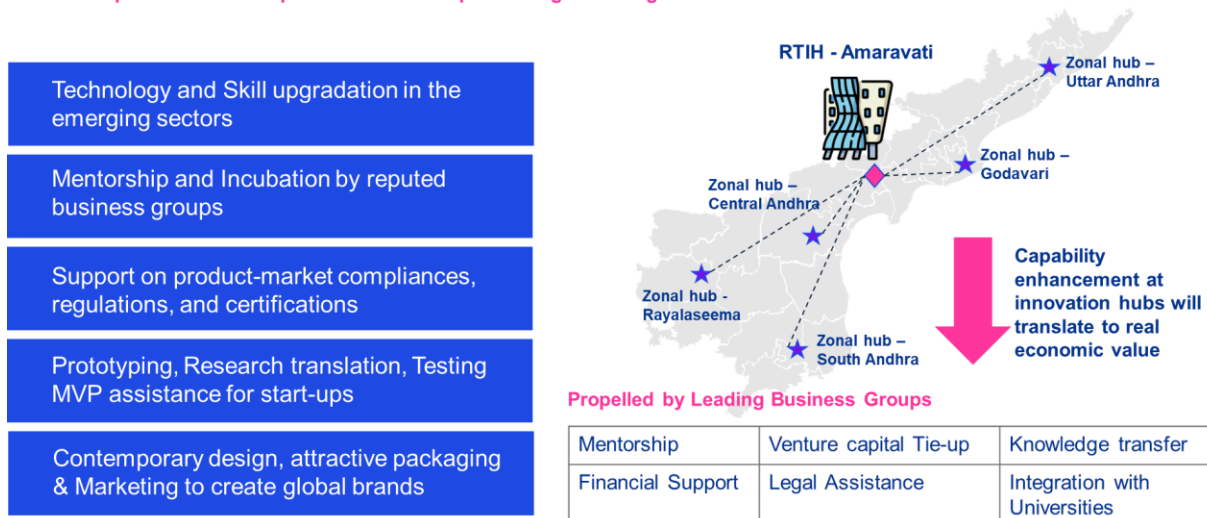 Technology and Skill upgradation in the
emerging sectors
Mentorship and Incubation by reputed
business groups
Support on product-market compliances,
regulations, and certifications
Prototyping, Research translation, Testing
MVP assistance for start-ups
Contemporary design, attractive packaging
& Marketing to create global brands
RTIH - Amaravati
Zonal hub –
Uttar Andhra
Zonal hub –
Godavari
Zonal hub –
Central Andhra
Zonal hub -
Rayalaseema
Zonal hub –
South Andhra
Capability
enhancement at
innovation hubs will
translate to real
economic value
Propelled by Leading Business Groups
Mentorship
Venture capital Tie-up
Knowledge transfer
Financial Support
Legal Assistance
Integration with
Universities